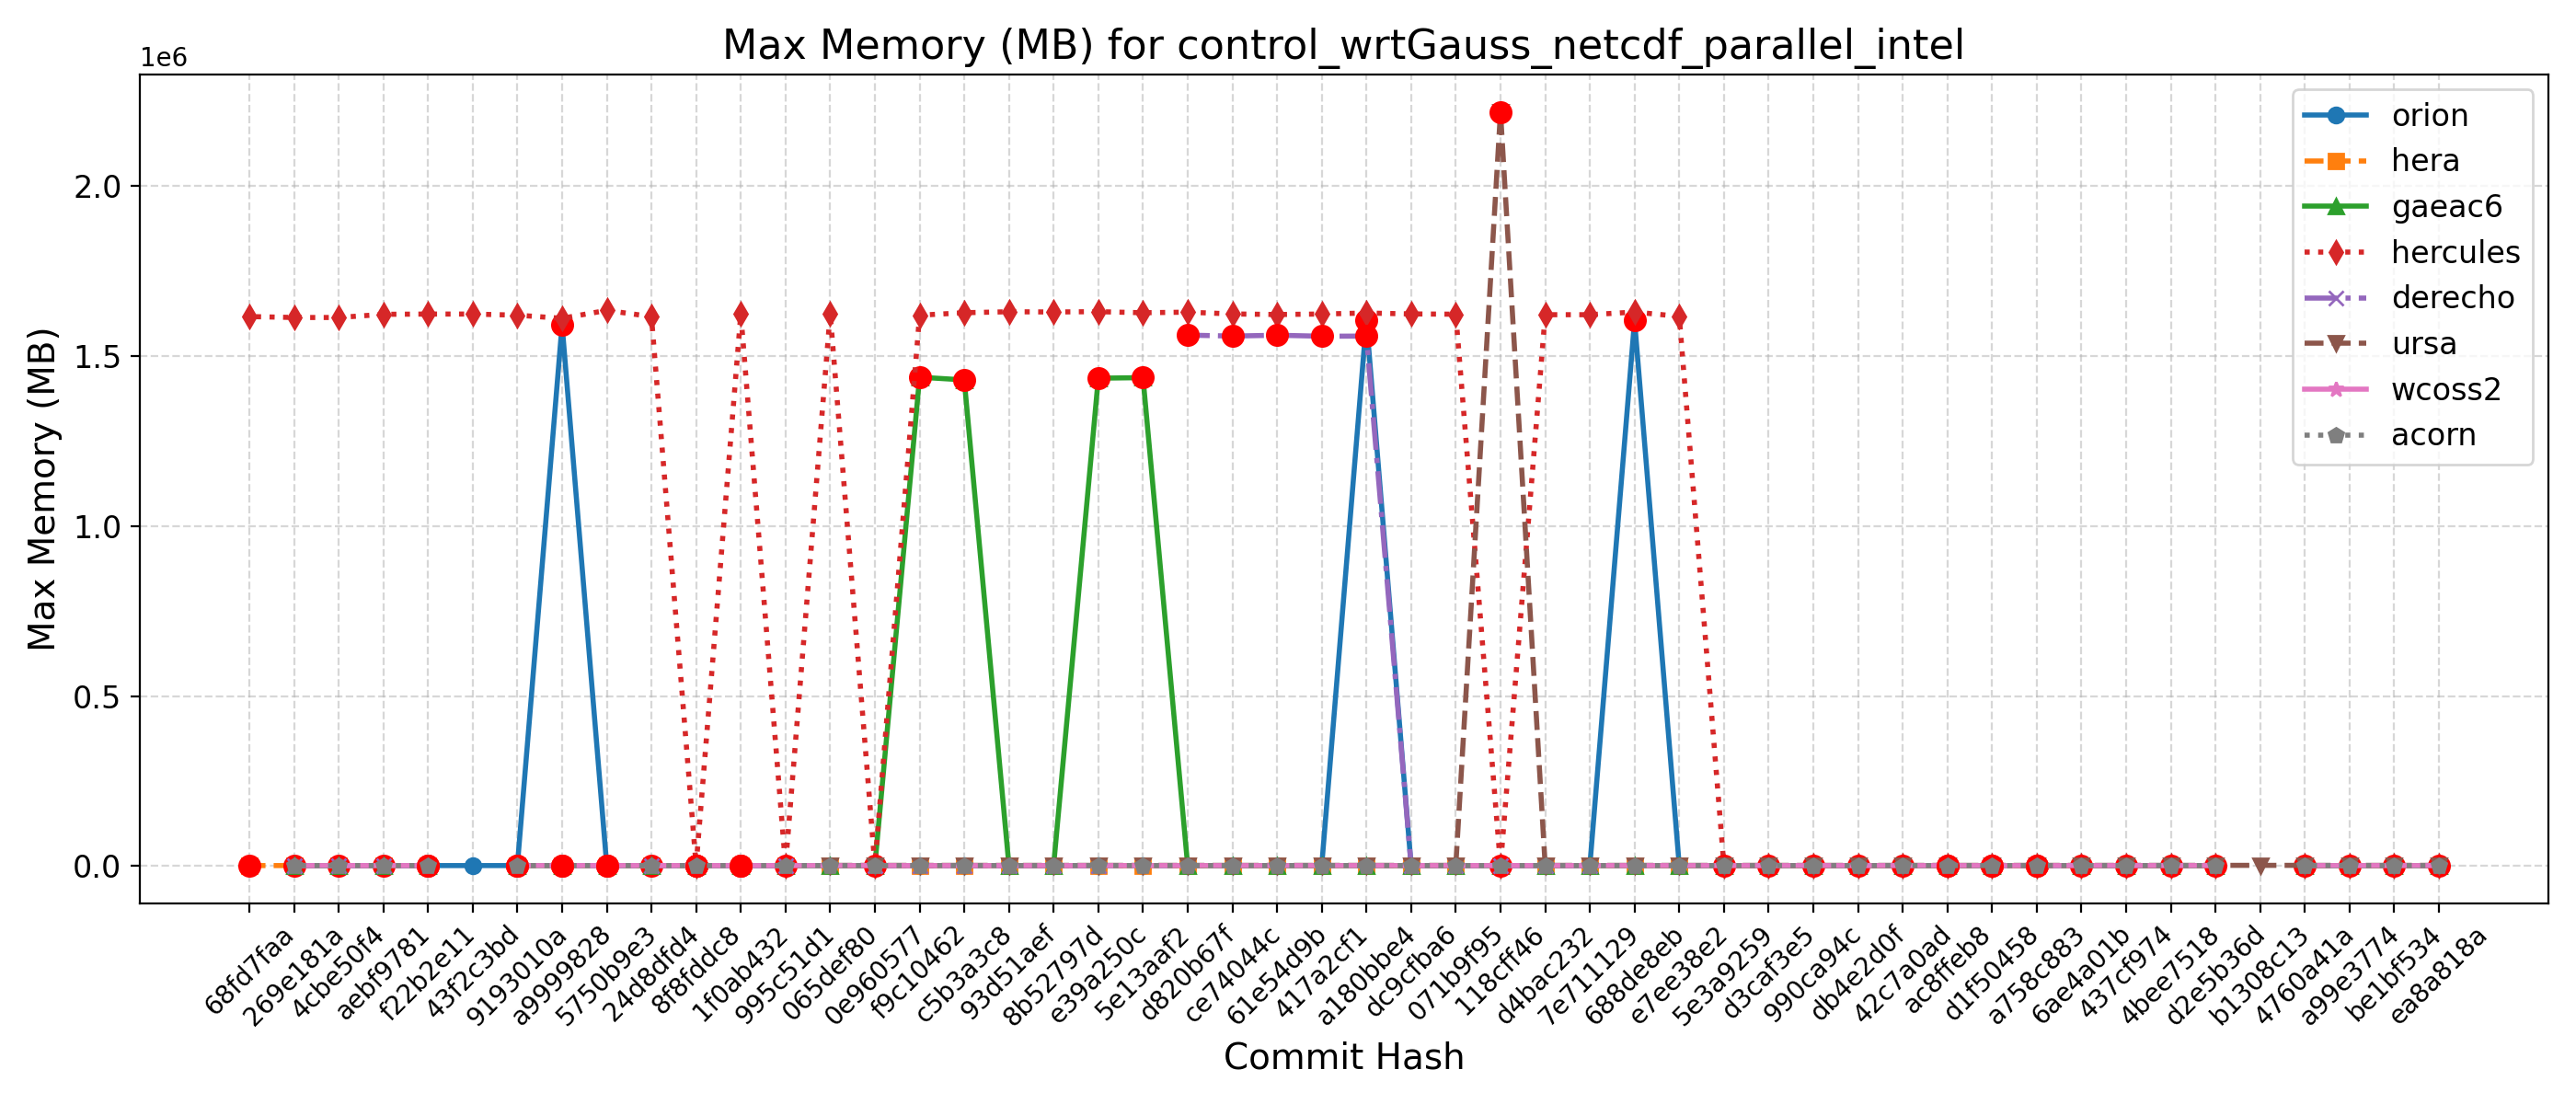 Max Memory (MB) for control_wrtGauss_netcdf_parallel_intel
1e6
Max Memory (MB)
2.0
1.5
1.0
0.5
0.0
orion
hera
gaeac6
hercules
derecho
ursa
wcoss2
acorn
68fd7faa
269e181a
4cbe50f4
aebf9781
f22b2e11
43f2c3bd
9193010a
a9999828
5750b9e3
24d8dfd4
8f8fddc8
1f0ab432
995c51d1
065def80
0e960577
f9c10462
c5b3a3c8
93d51aef
8b52797d
e39a250c
5e13aaf2
d820b67f
ce74044c
61e54d9b
417a2cf1
a180bbe4
dc9cfba6
071b9f95
118cff46
d4bac232
7e711129
688de8eb
e7ee38e2
5e3a9259
d3caf3e5
990ca94c
db4e2d0f
42c7a0ad
ac8ffeb8
d1f50458
a758c883
6ae4a01b
437cf974
4bee7518
d2e5b36d
b1308c13
4760a41a
a99e3774
be1bf534
ea8a818a
Commit Hash